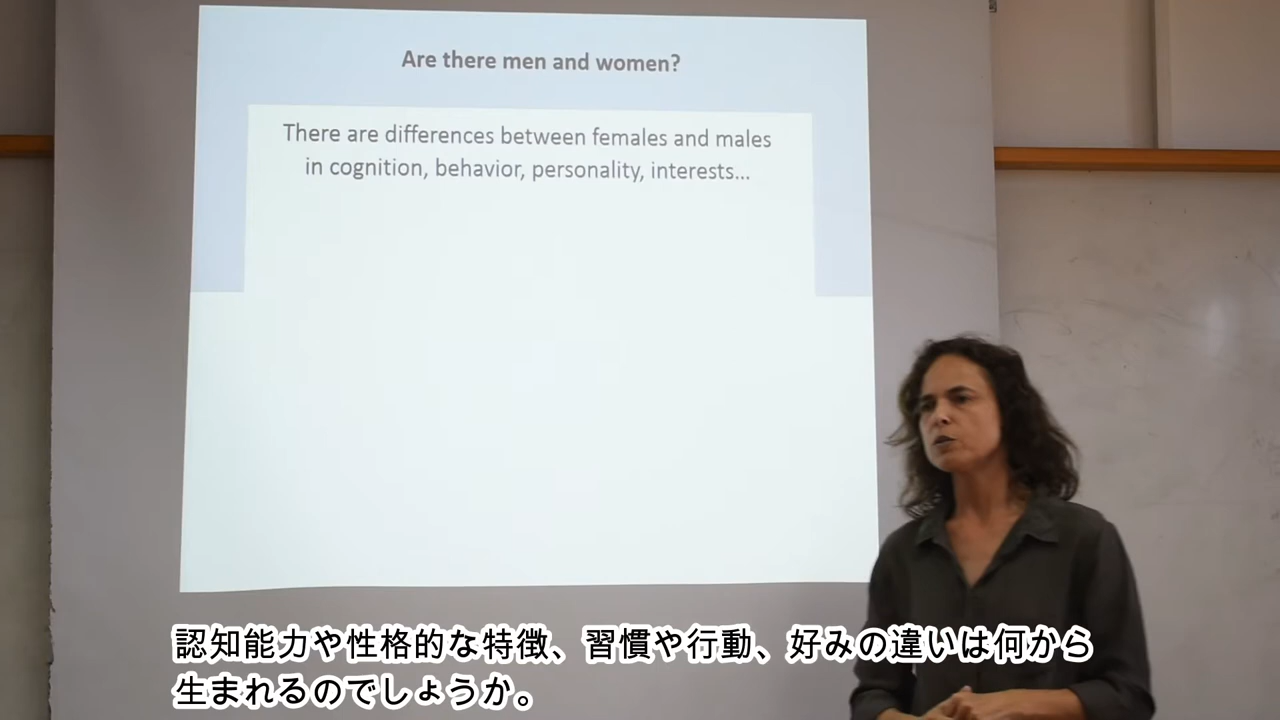 Are there men and women?
There are differences between females and males
in cognition, behavior, personality, interests...
認知能力や性格的な特徴、習慣や行動、好みの違いは何から
生まれるのでしょうか。